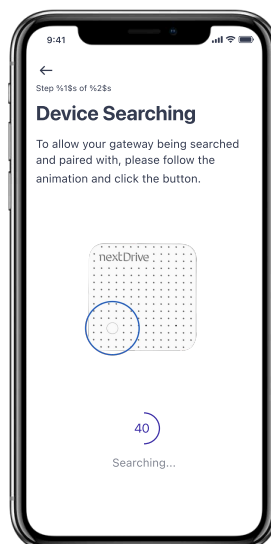 9:41
Step %1$s of %2$s
Device Searching
To allow your gateway being searched
and paired with, please follow the
animation and click the button.
nextDrive
40
Searching...